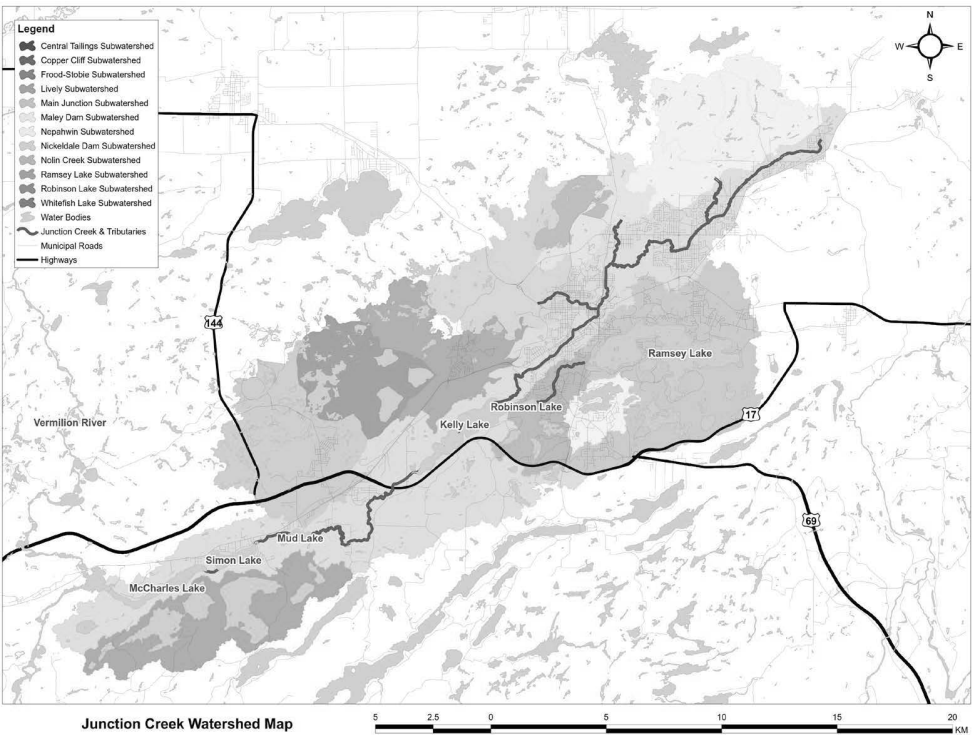 Legend
Central Tailings Subwatershed
Copper Cliff Subwatershed
Frood-Stobie Subwatershed
Lively Subwatershed
Main Junction Subwatershed
Maley Dam Subwatershed
Nepahwin Subwatershed
Nickeldale Dam Subwatershed
Nolin Creek Subwatershed
Ramsey Lake Subwatershed
Robinson Lake Subwatershed
Whitefish Lake Subwatershed
Water Bodies
Junction Creek & Tributaries
Municipal Roads
Highways
N
W E
S
144
Ramsey Lake
Robinson Lake
17
Vermilion River
Kelly Lake
69
Mud Lake
Simon Lake
McCharles Lake
Junction Creek Watershed Map
5 2.5 0 5 10 15 20
KM